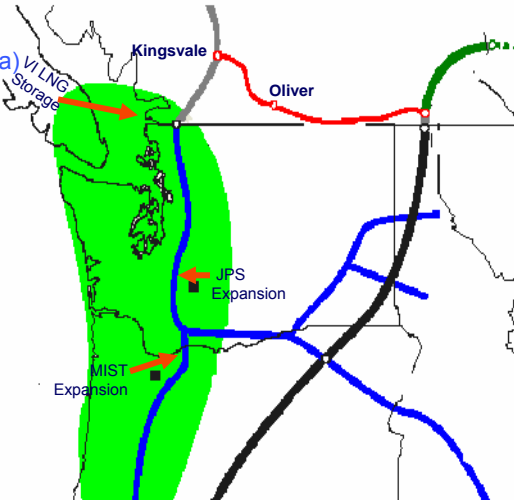 Kingsvale
a)
VI LNG
Storage
Oliver
JPS
Expansion
MIST
Expansion